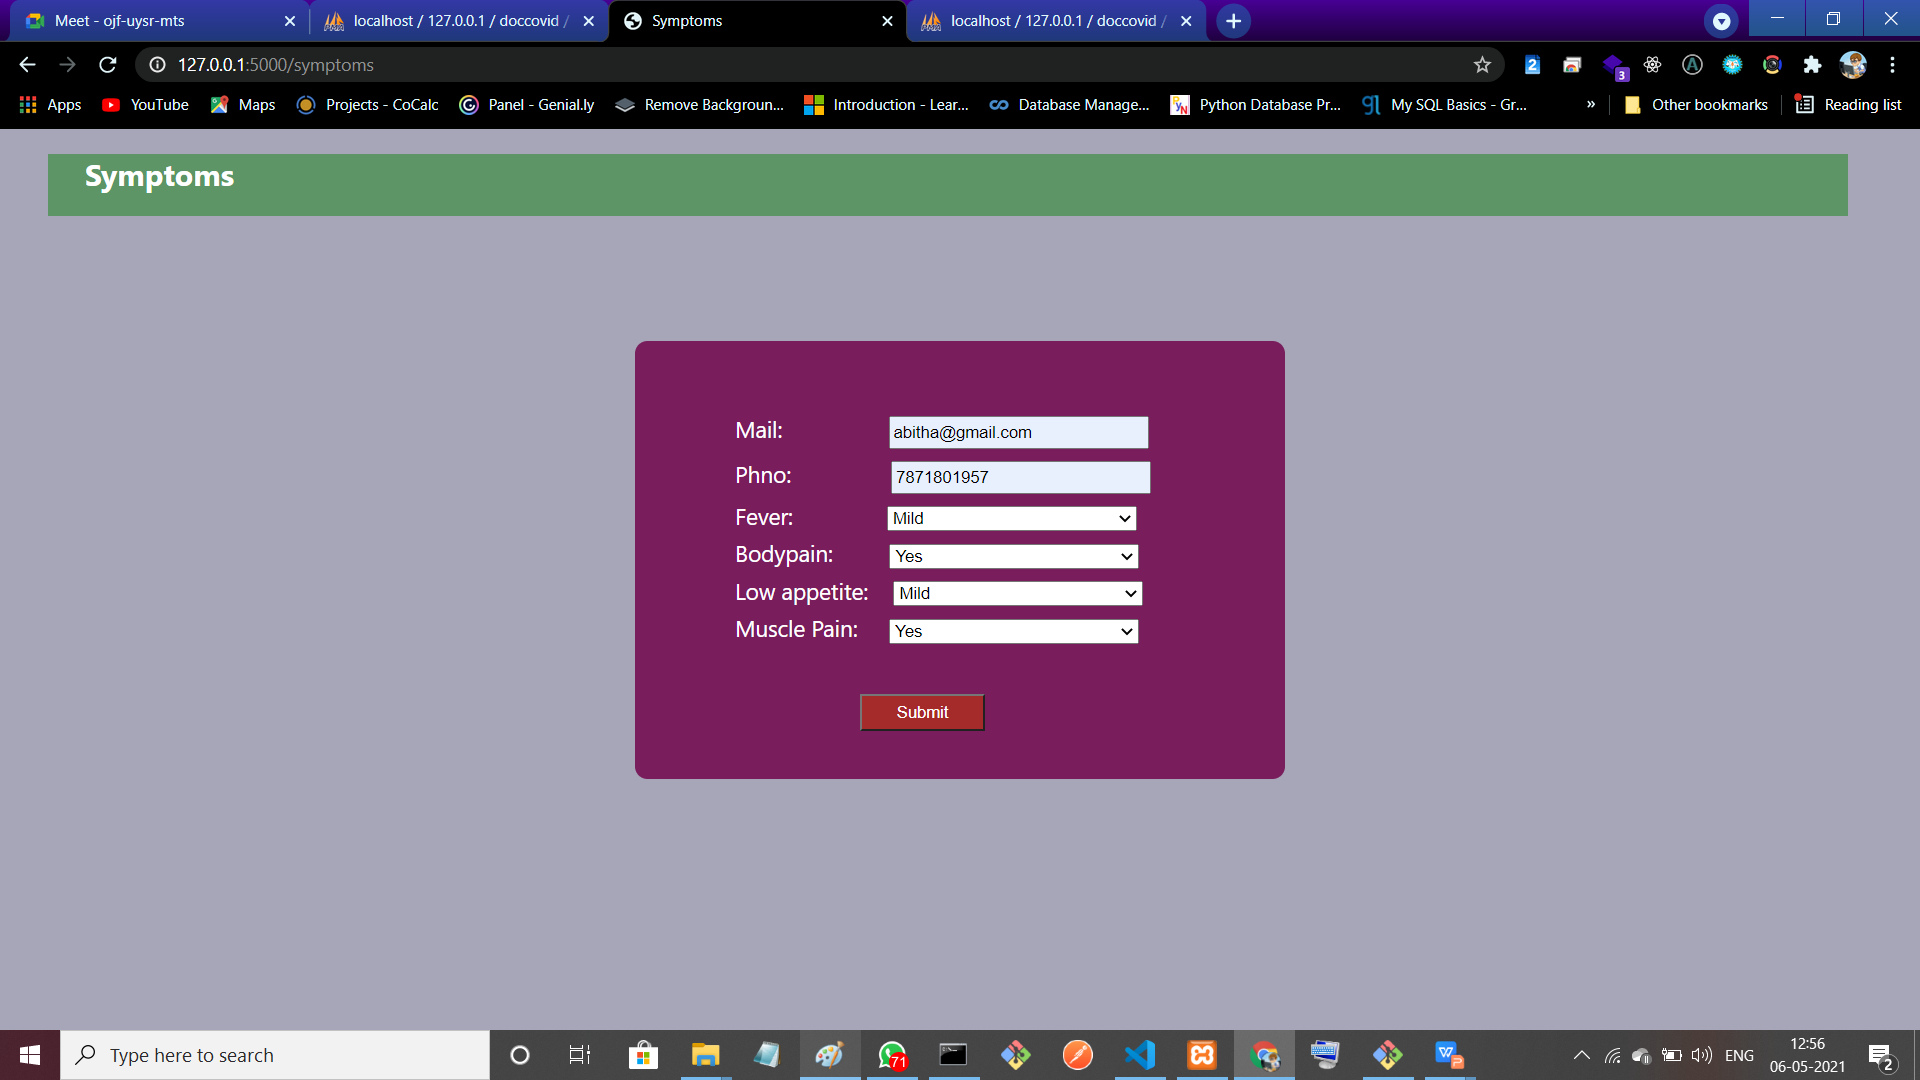 Meet - ojf-uysr-mts
localhost / 127.0.0.1 / doccovid /
Symptoms
localhost / 127.0.0.1 / doccovid /
127.0.0.1:5000/symptoms
2
3
Apps
YouTube
Maps
Projects - CoCalc
Panel - Genial.ly
Remove Backgroun...
Introduction - Lear...
Database Manage...
Python Database Pr...
My SQL Basics - Gr...
»
Other bookmarks
Reading list
Symptoms
Mail: abitha@gmail.com
Phno: 7871801957
Fever: Mild
Bodypain: Yes
Low appetite: Mild
Muscle Pain: Yes
Submit
Type here to search
71
ENG
12:56
06-05-2021
2